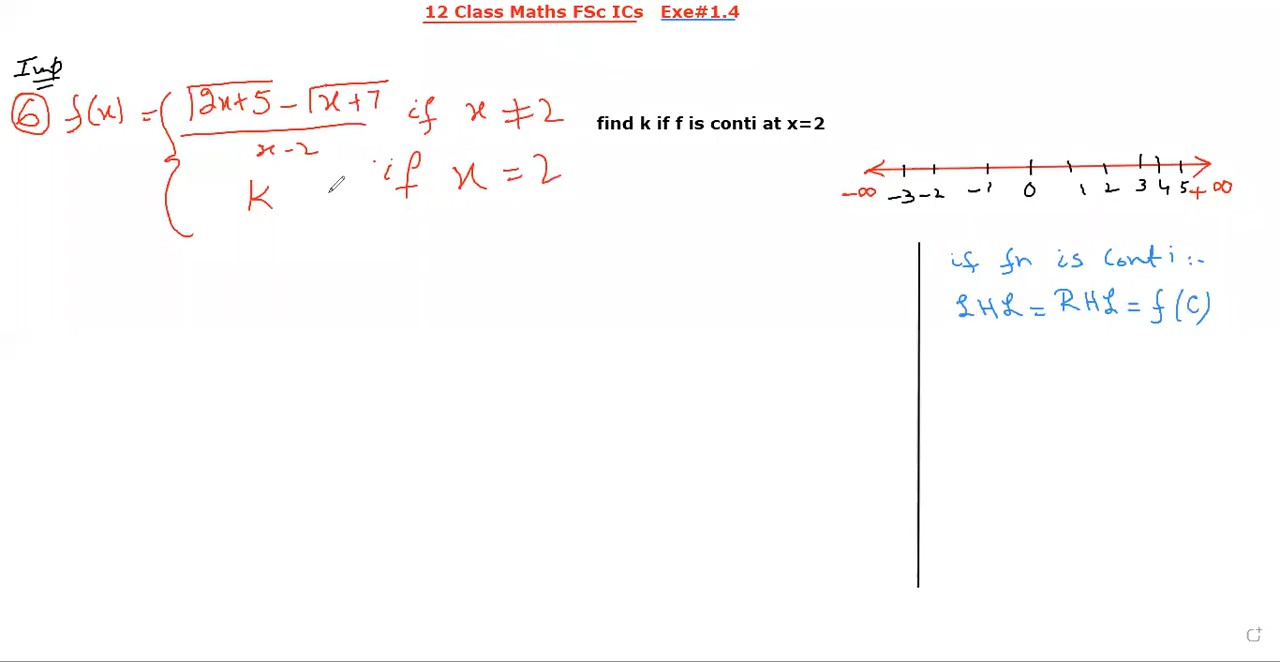 12 Class Maths FSc ICs Exe#1.4
Imp
6 f(x) = { √2x+5 - √x+7 if x ≠ 2
x-2
find k if f is conti at x=2
K if x = 2
-∞ -3 -2 -1 0 1 2 3 4 5 +∞
if fn is Conti :-
LHL = RHL = f(C)